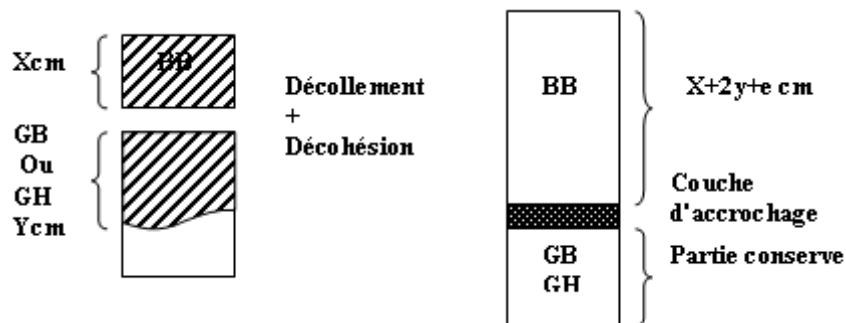 Xcm
BB
GB
Ou
GH
Ycm
Décollement
+
Décohésion
BB
X+2y+e cm
Couche
d'accrochage
GB
GH
Partie conserve